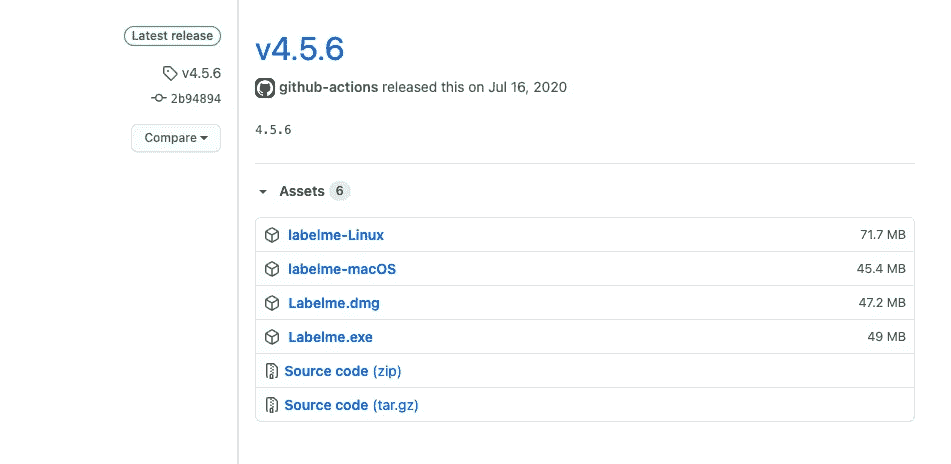 Latest release
v4.5.6
2b94894
Compare
v4.5.6
github-actions released this on Jul 16, 2020
4.5.6
Assets 6
labelme-Linux 71.7 MB
labelme-macOS 45.4 MB
Labelme.dmg 47.2 MB
Labelme.exe 49 MB
Source code (zip)
Source code (tar.gz)